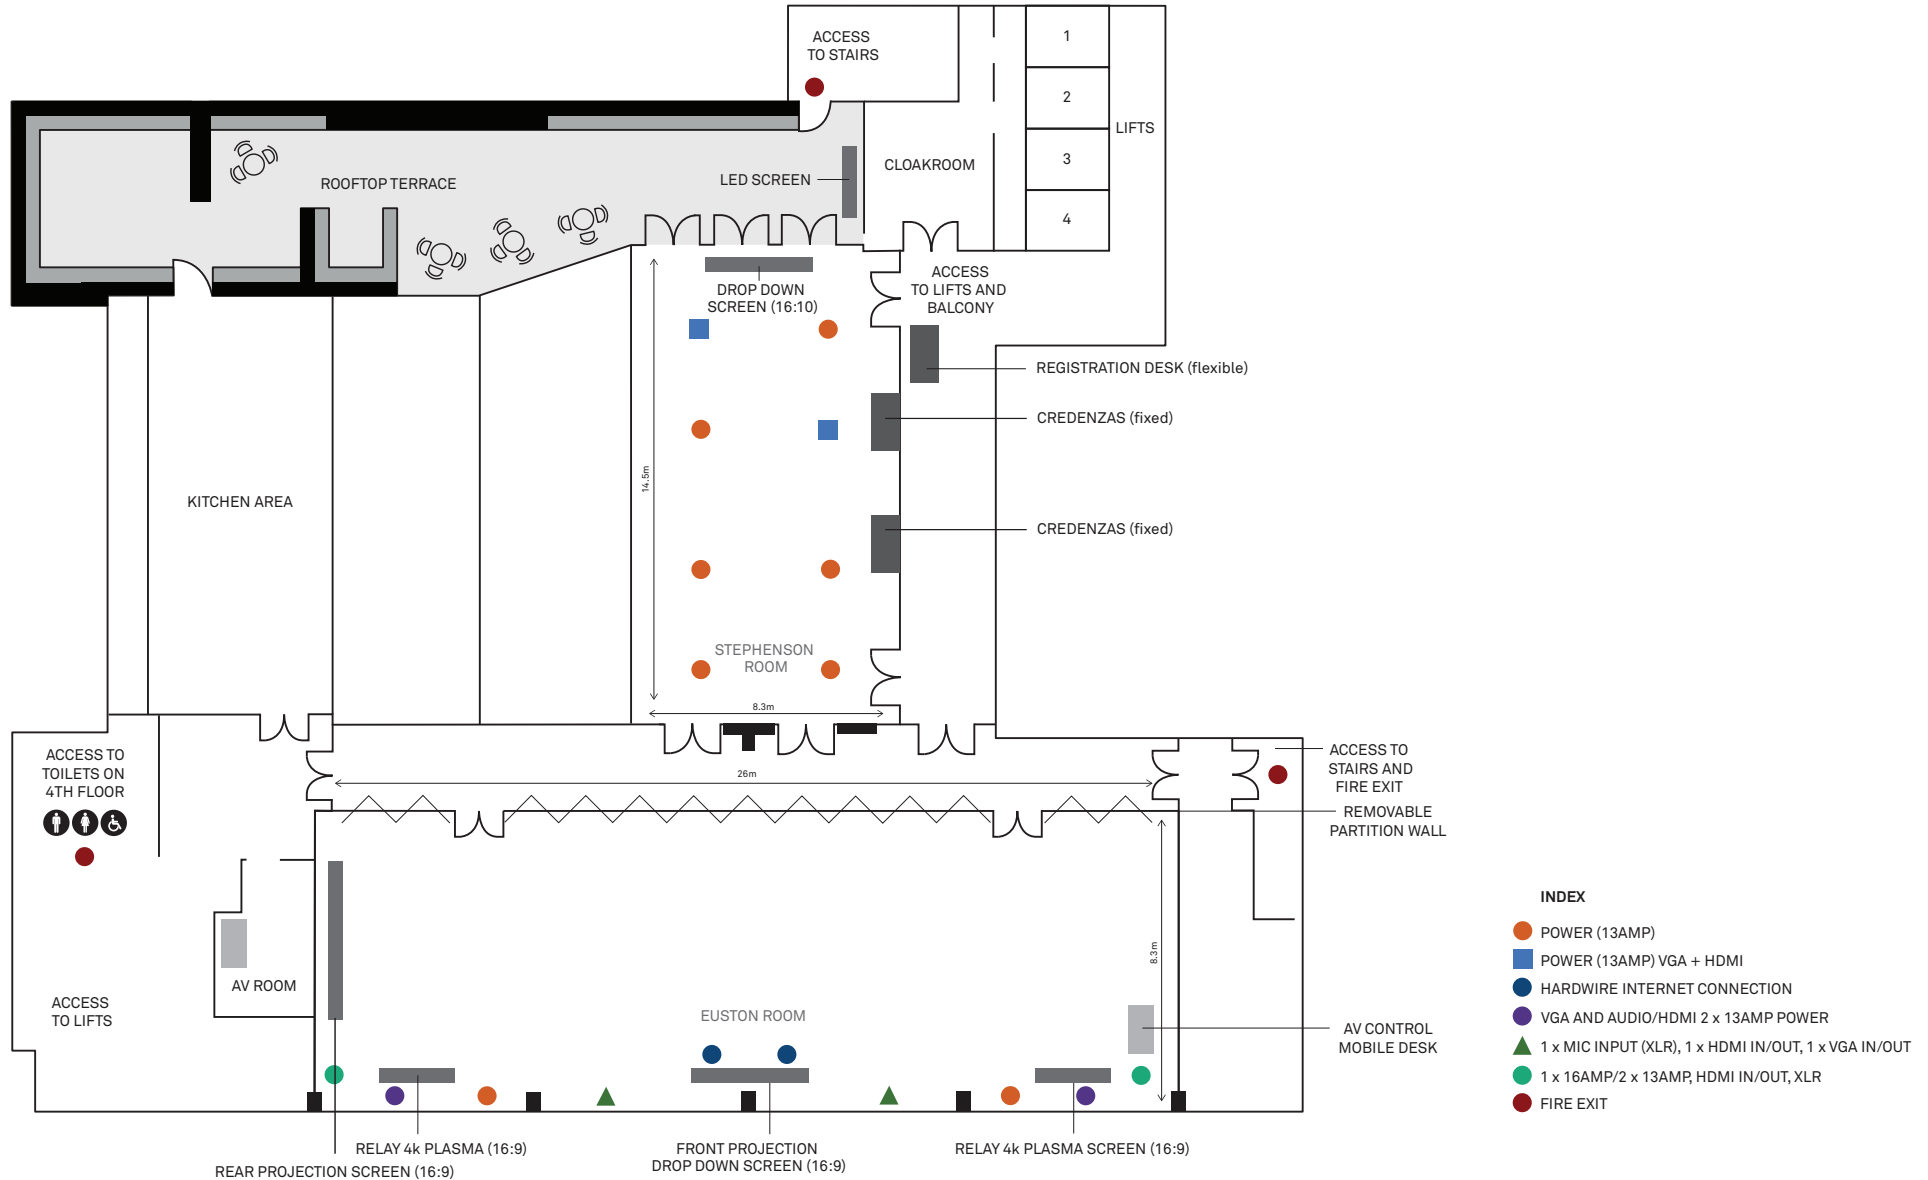 ACCESS
TO STAIRS
1
2
LIFTS
3
4
CLOAKROOM
LED SCREEN
ROOFTOP TERRACE
DROP DOWN
SCREEN (16:10)
ACCESS
TO LIFTS AND
BALCONY
REGISTRATION DESK (flexible)
CREDENZAS (fixed)
14.5m
KITCHEN AREA
CREDENZAS (fixed)
STEPHENSON
ROOM
8.3m
ACCESS TO
TOILETS ON
4TH FLOOR
26m
ACCESS TO
STAIRS AND
FIRE EXIT
REMOVABLE
PARTITION WALL
8.3m
AV ROOM
ACCESS
TO LIFTS
EUSTON ROOM
AV CONTROL
MOBILE DESK
RELAY 4k PLASMA (16:9)
REAR PROJECTION SCREEN (16:9)
FRONT PROJECTION
DROP DOWN SCREEN (16:9)
RELAY 4k PLASMA SCREEN (16:9)
INDEX
POWER (13AMP)
POWER (13AMP) VGA + HDMI
HARDWIRE INTERNET CONNECTION
VGA AND AUDIO/HDMI 2 x 13AMP POWER
1 x MIC INPUT (XLR), 1 x HDMI IN/OUT, 1 x VGA IN/OUT
1 x 16AMP/2 x 13AMP, HDMI IN/OUT, XLR
FIRE EXIT